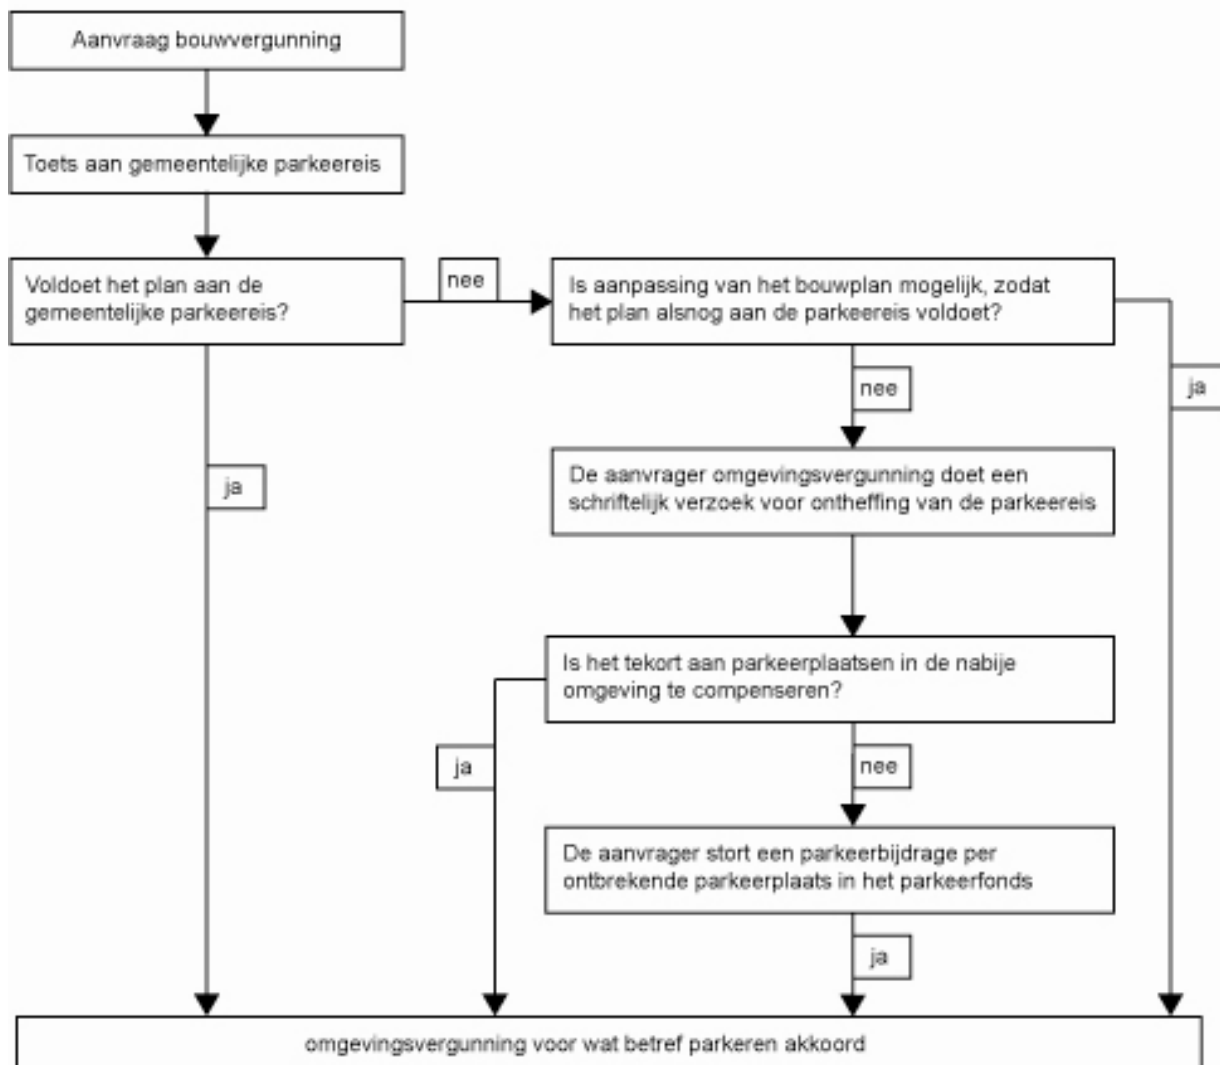 Aanvraag bouwvergunning
Toets aan gemeentelijke parkeereis
Voldoet het plan aan de
gemeentelijke parkeereis?
nee
Is aanpassing van het bouwplan mogelijk, zodat
het plan alsnog aan de parkeereis voldoet?
ja
nee
De aanvrager omgevingsvergunning doet een
schriftelijk verzoek voor ontheffing van de parkeereis
ja
Is het tekort aan parkeerplaatsen in de nabije
omgeving te compenseren?
ja
nee
De aanvrager stort een parkeerbijdrage per
ontbrekende parkeerplaats in het parkeerfonds
ja
omgevingsvergunning voor wat betref parkeren akkoord